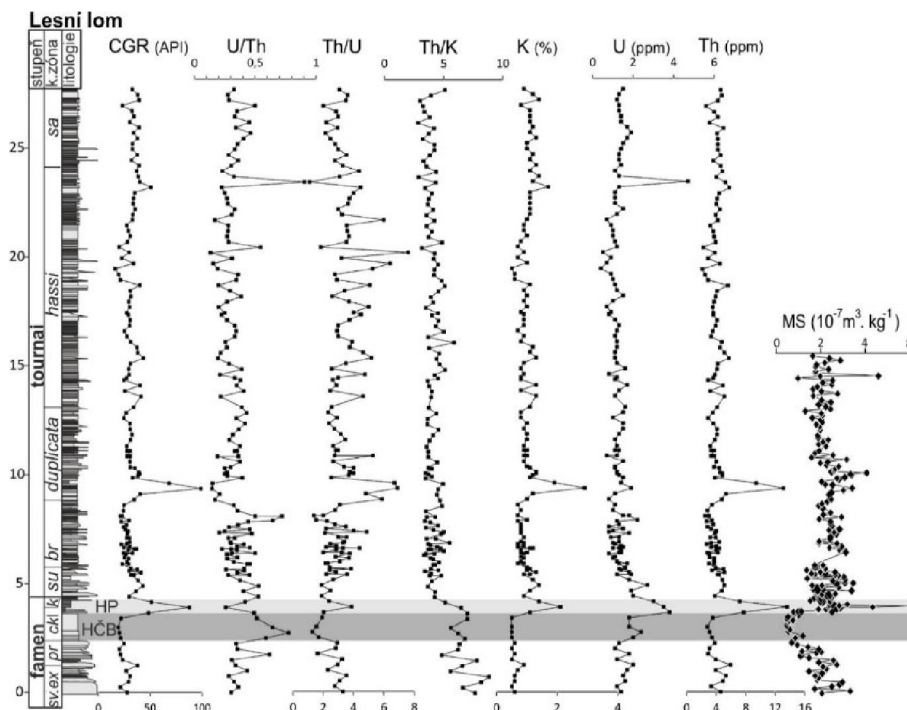 Lesní lom
stupeň
k.zóna
litologie
CGR (API)
U/Th
Th/U
Th/K
K (%)
U (ppm)
Th (ppm)
0 0,5 1
0 5 10
0 2 4
0 6
MS (10⁻⁷m³. kg⁻¹)
0 4 8
25
20
15
10
5
0
tournai
famen
sa
hassi
duplicata
br
su
k
cki
pr
sv.ex
HP
HČB
0 50 100
0 2 4 6 8
0 2 4
0 4 8 12 16